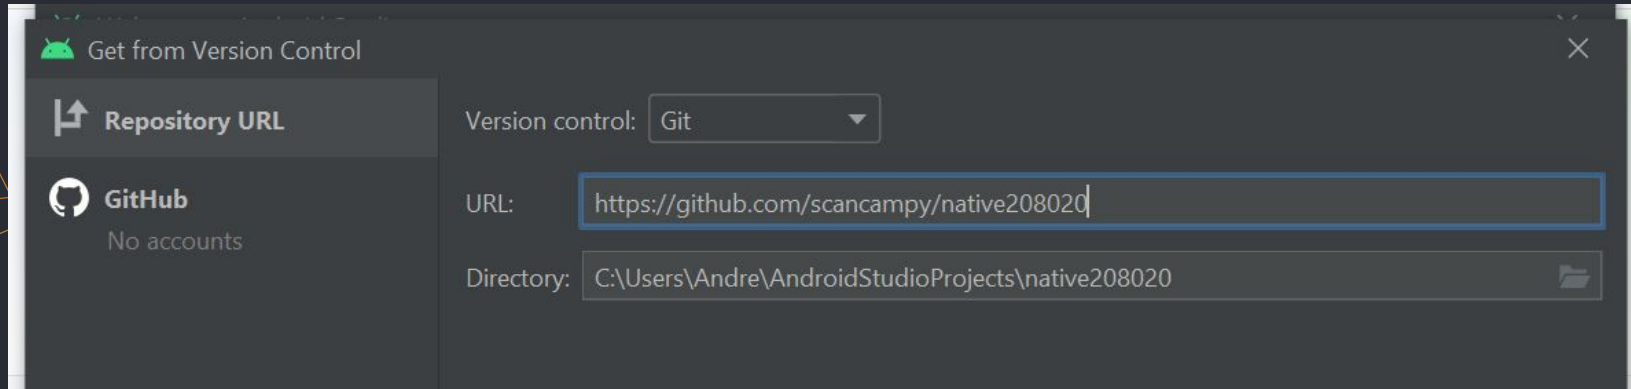 Get from Version Control
Repository URL
GitHub
No accounts
Version control: Git
URL: https://github.com/scancampy/native208020
Directory: C:\Users\Andre\AndroidStudioProjects\native208020